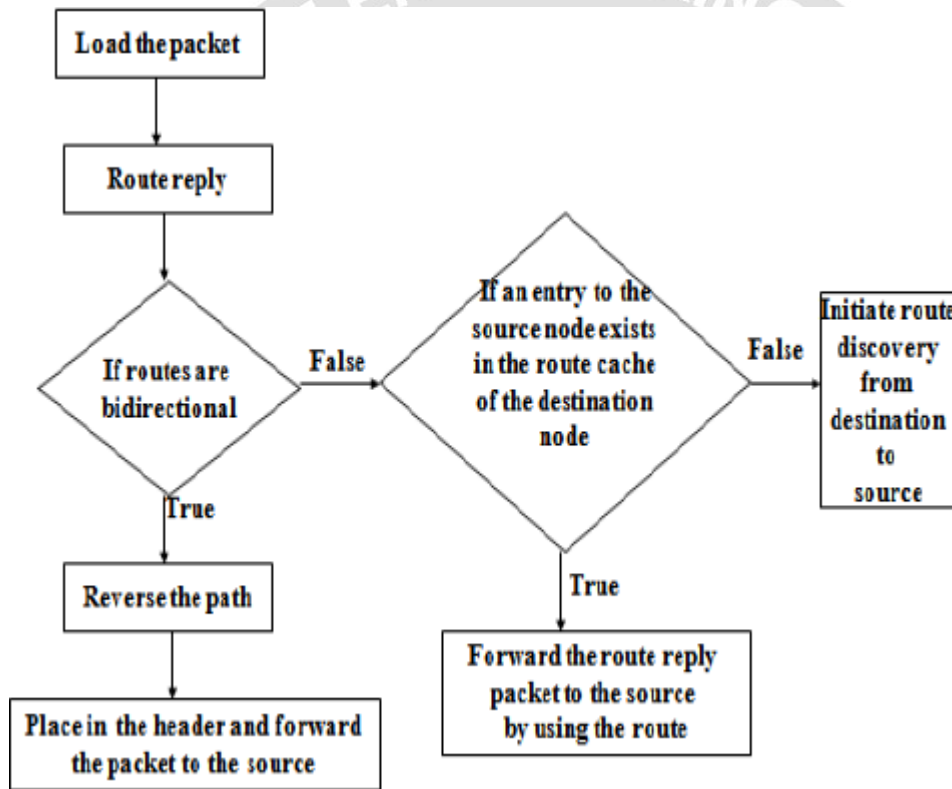 Load the packet
Route reply
If routes are
bidirectional
False
If an entry to the
source node exists
in the route cache
of the destination
node
False
Initiate route
discovery
from
destination
to
source
True
Reverse the path
Place in the header and forward
the packet to the source
True
Forward the route reply
packet to the source
by using the route